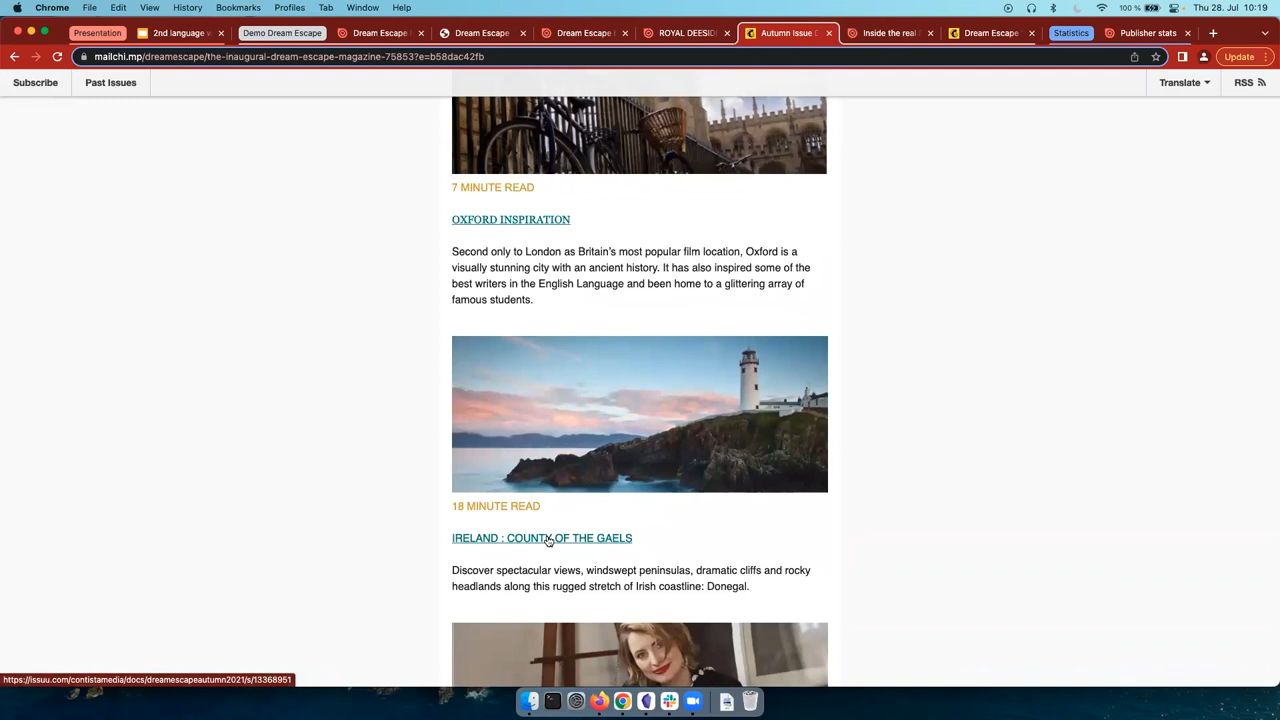 Chrome File Edit View History Bookmarks Profiles Tab Window Help 100 % Thu 28. Jul 10:19
Presentation 2nd language Demo Dream Escape Dream Escape Dream Escape Dream Escape ROYAL DEESID Autumn Issue Inside the real Dream Escape Statistics Publisher stats
mailchi.mp/dreamescape/the-inaugural-dream-escape-magazine-75853?e=b58dac42fb Update
Subscribe Past Issues Translate RSS
7 MINUTE READ
OXFORD INSPIRATION
Second only to London as Britain's most popular film location, Oxford is a
visually stunning city with an ancient history. It has also inspired some of the
best writers in the English Language and been home to a glittering array of
famous students.
18 MINUTE READ
IRELAND : COUNTY OF THE GAELS
Discover spectacular views, windswept peninsulas, dramatic cliffs and rocky
headlands along this rugged stretch of Irish coastline: Donegal.
https://issuu.com/contistamedia/docs/dreamescapeautumn2021/s/13368951